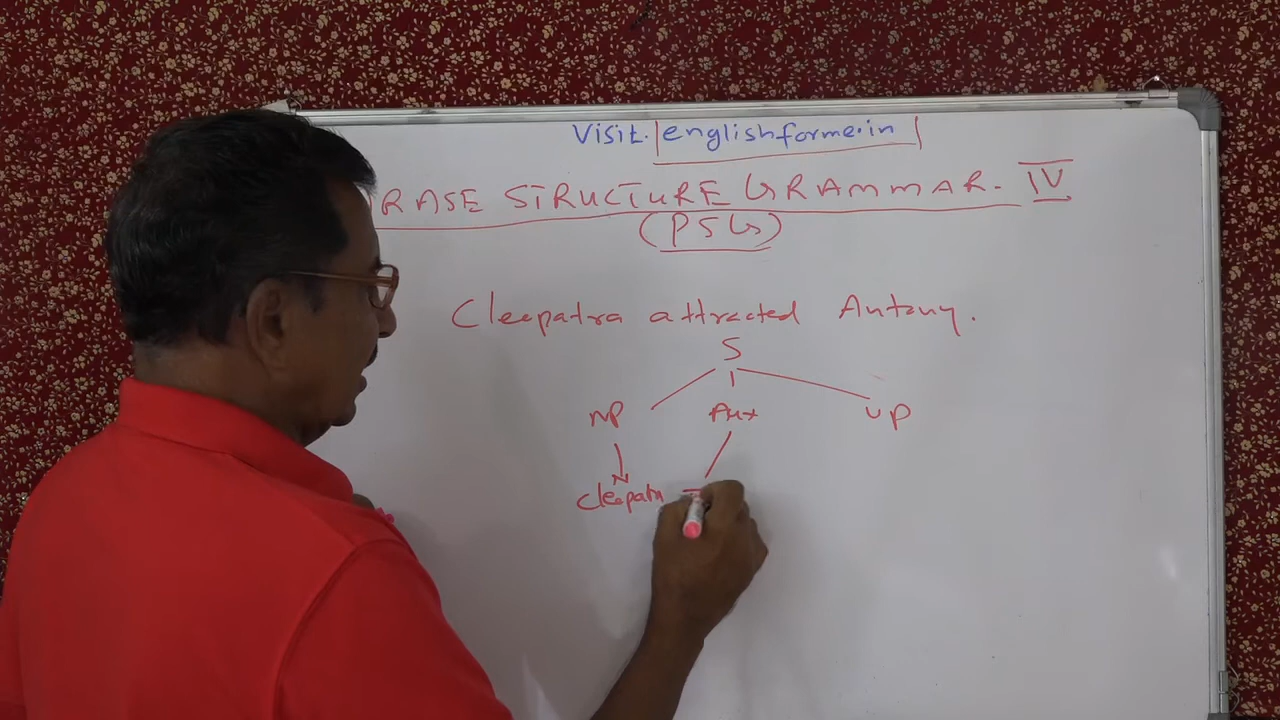 Visit. englishforme.in
RASE STRUCTURE GRAMMAR. IV
(PSG)
Cleopatra attracted Antony.
S
NP Aux VP
N
Cleopatra